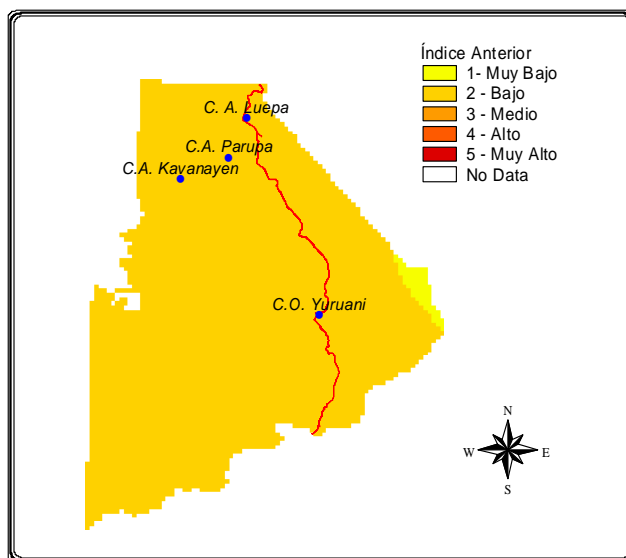 Índice Anterior
1- Muy Bajo
2 - Bajo
3 - Medio
4 - Alto
5 - Muy Alto
No Data
C. A. Luepa
C.A. Parupa
C.A. Kavanayen
C.O. Yuruani
N
W
E
S